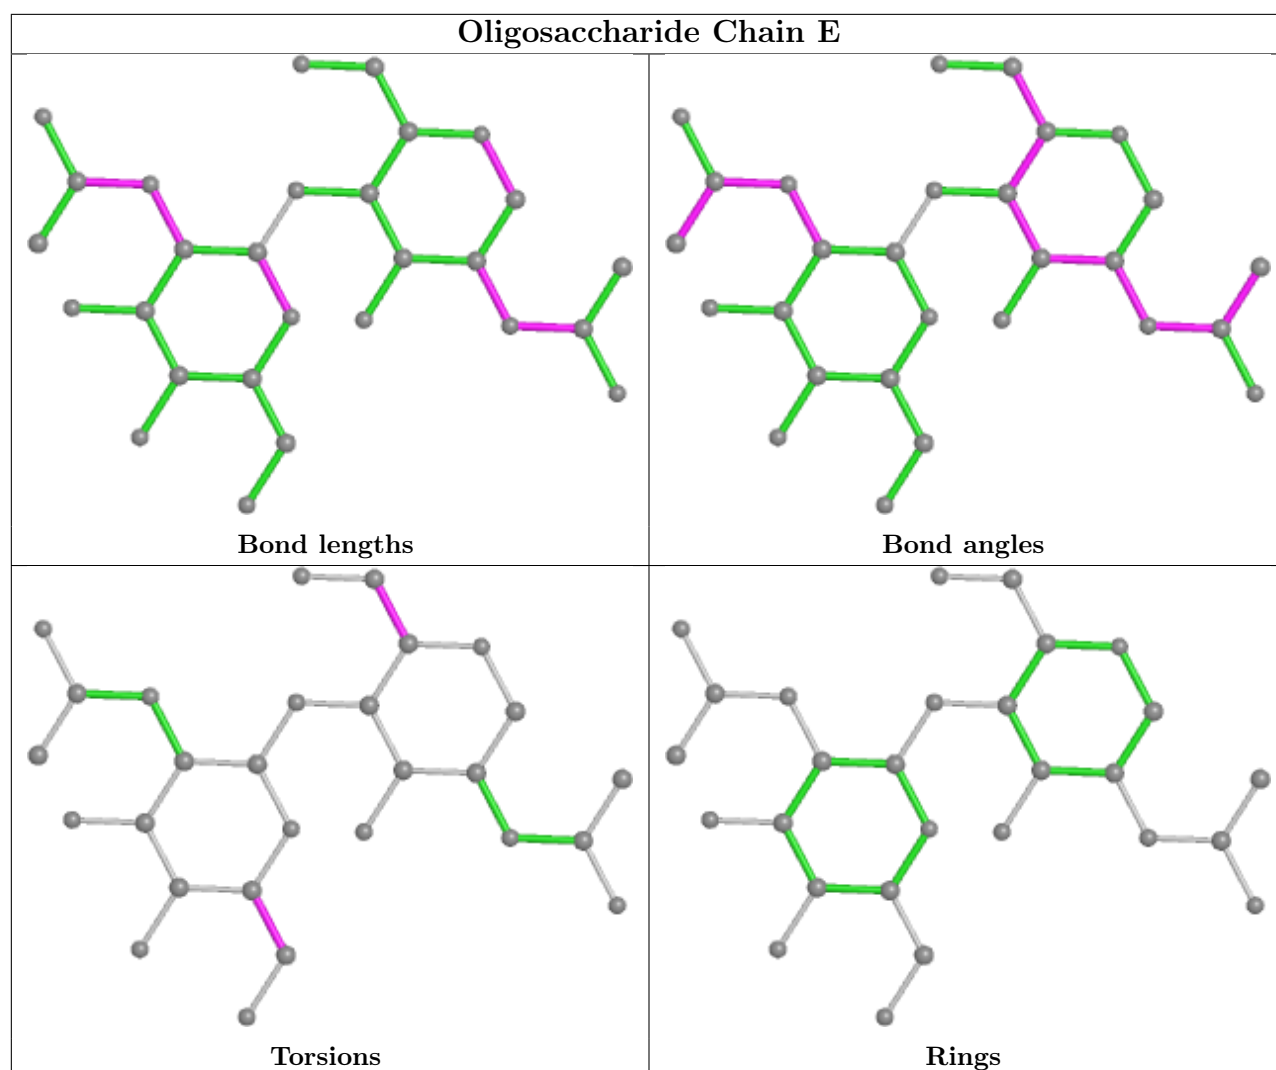 Oligosaccharide Chain E
Bond lengths
Bond angles
Torsions
Rings